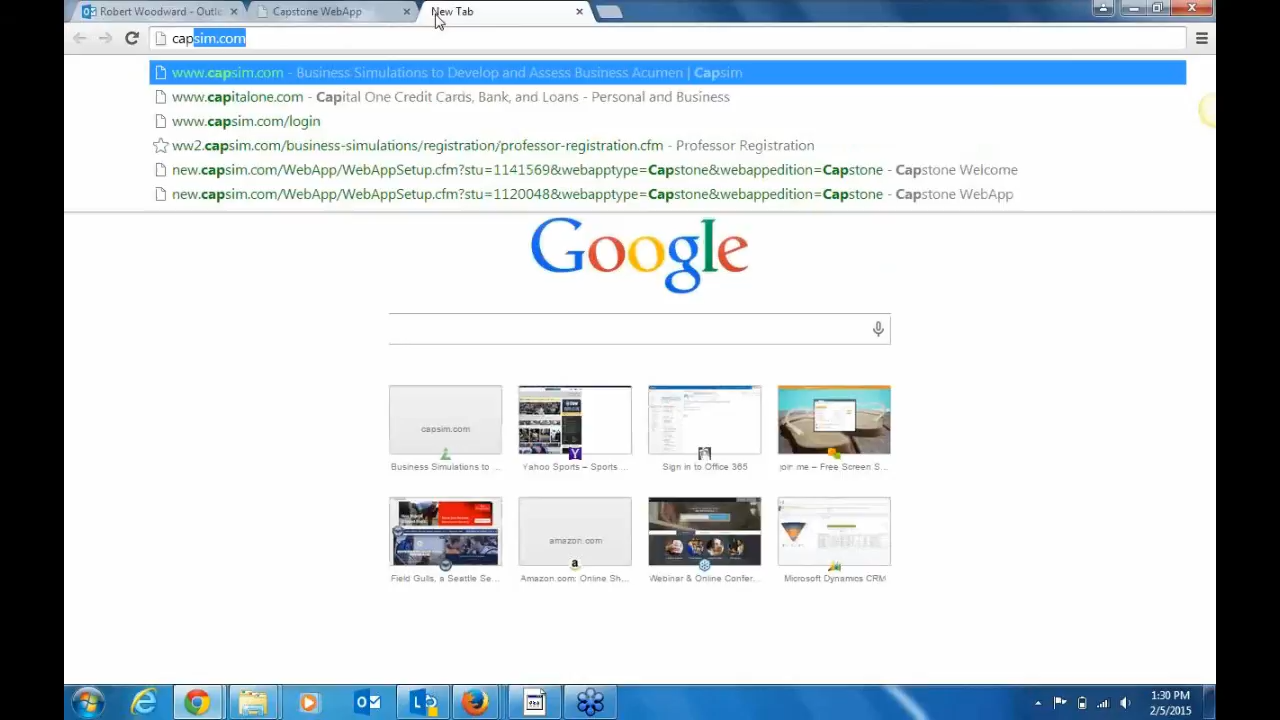 Robert Woodward - Outlo
Capstone WebApp
New Tab
capsim.com
www.capsim.com - Business Simulations to Develop and Assess Business Acumen | Capsim
www.capitalone.com - Capital One Credit Cards, Bank, and Loans - Personal and Business
www.capsim.com/login
ww2.capsim.com/business-simulations/registration/professor-registration.cfm - Professor Registration
new.capsim.com/WebApp/WebAppSetup.cfm?stu=1141569&webapptype=Capstone&webappedition=Capstone - Capstone Welcome
new.capsim.com/WebApp/WebAppSetup.cfm?stu=1120048&webapptype=Capstone&webappedition=Capstone - Capstone WebApp
Google
capsim.com
Business Simulations to ...
Yahoo Sports – Sports ...
Sign in to Office 365
join me – Free Screen S...
Field Gulls, a Seattle Se...
amazon.com
Amazon.com: Online Sh...
Webinar & Online Confer...
Microsoft Dynamics CRM
1:30 PM
2/5/2015